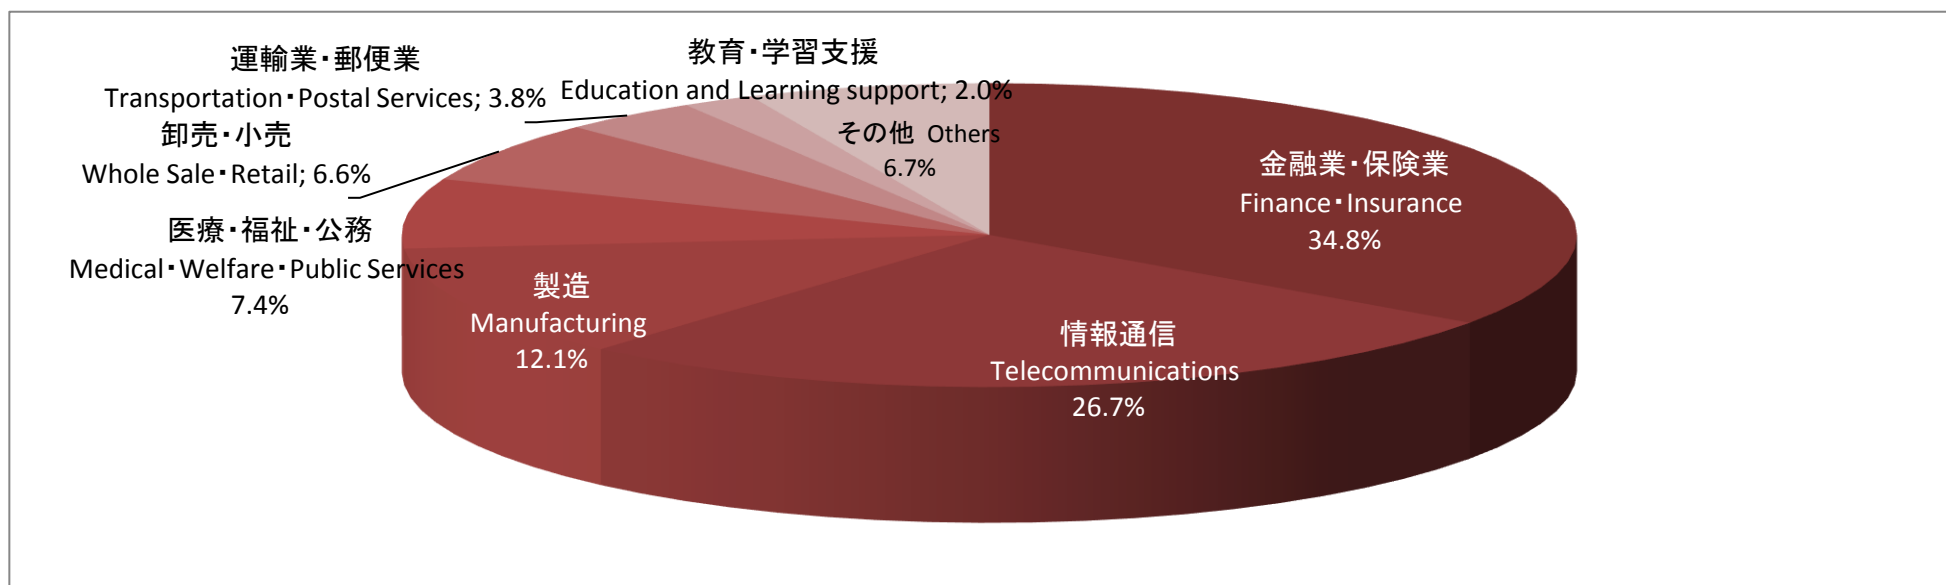 運輸業・郵便業
Transportation・Postal Services; 3.8%
教育・学習支援
Education and Learning support; 2.0%
卸売・小売
Whole Sale・Retail; 6.6%
その他 Others
6.7%
金融業・保険業
Finance・Insurance
34.8%
医療・福祉・公務
Medical・Welfare・Public Services
7.4%
製造
Manufacturing
12.1%
情報通信
Telecommunications
26.7%